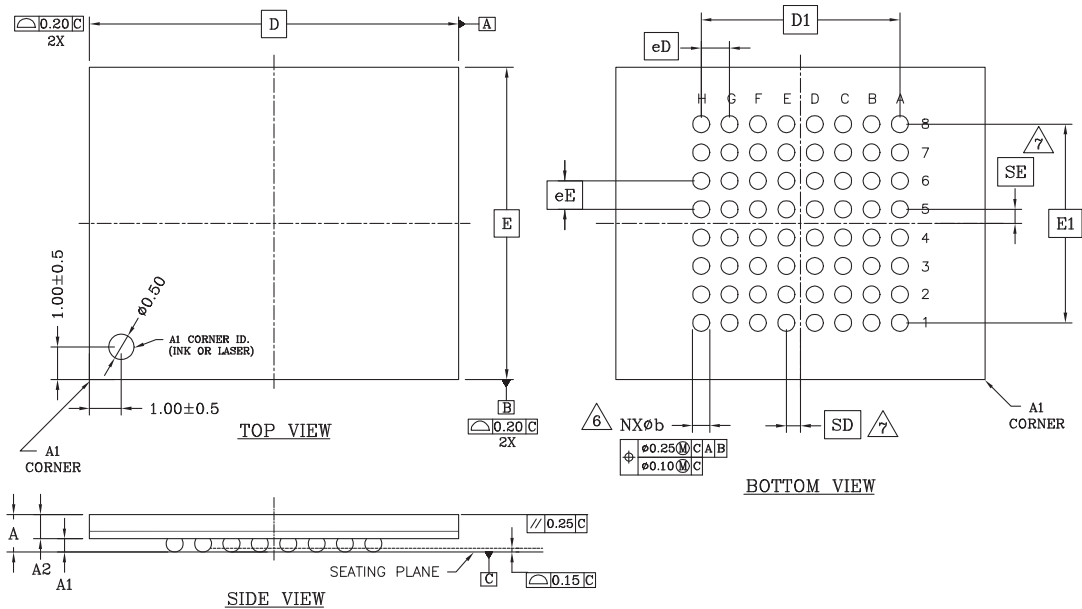 ⌓ 0.20 C
2X
D
A
E
1.00±0.5
ø0.50
A1 CORNER ID.
(INK OR LASER)
1.00±0.5
B
⌓ 0.20 C
2X
TOP VIEW
A1
CORNER
D1
eD
H G F E D C B A
8
7
6
5
4
3
2
1
7
SE
eE
E1
6 NXøb
⌖ ø0.25Ⓜ C A B
ø0.10Ⓜ C
SD 7
A1
CORNER
BOTTOM VIEW
A
A2
A1
// 0.25 C
SEATING PLANE
C
⌓ 0.15 C
SIDE VIEW